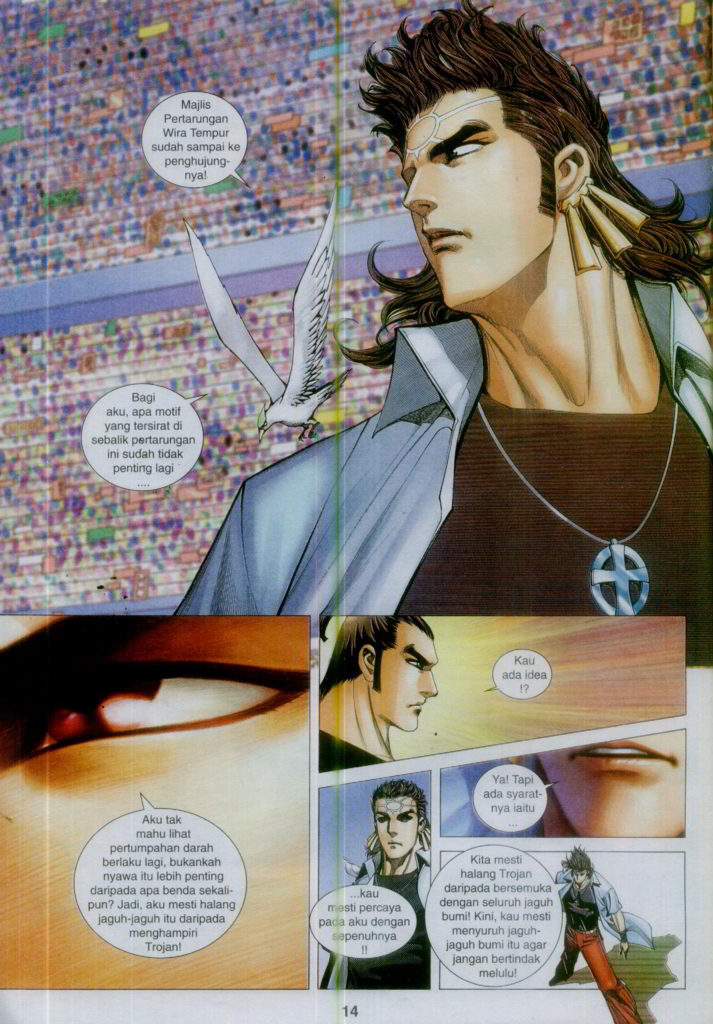 Majlis
Pertarungan
Wira Tempur
sudah sampai ke
penghujung-
nya!
Bagi
aku, apa motif
yang tersirat di
sebalik pertarungan
ini sudah tidak
penting lagi
....
Aku tak
mahu lihat
pertumpahan darah
berlaku lagi, bukankah
nyawa itu lebih penting
daripada apa benda sekali-
pun? Jadi, aku mesti halang
jaguh-jaguh itu daripada
menghampiri
Trojan!
Kau
ada idea
!?
Ya! Tapi
ada syarat-
nya iaitu
...
...kau
mesti percaya
pada aku dengan
sepenuhnya
!!
Kita mesti
halang Trojan
daripada bersemuka
dengan seluruh jaguh
bumi! Kini, kau mesti
menyuruh jaguh-
jaguh bumi itu agar
jangan bertindak
melulu!
14